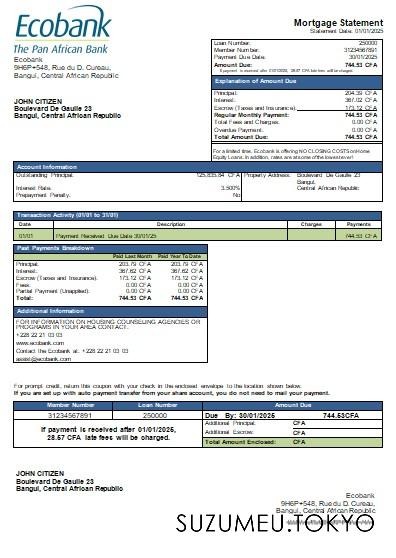 Ecobank
The Pan African Bank
Ecobank
9H6P+548, Rue du D. Cureau,
Bangui, Central African Republic
Mortgage Statement
Statement Date: 01/01/2025
Loan Number: 250000
Member Number: 31234567891
Payment Due Date: 30/01/2025
Amount Due: 744.53 CFA
If payment is received after 01/01/2025, 28.57 CFA late fees will be charged.
JOHN CITIZEN
Boulevard De Gaulle 23
Bangui, Central African Republic
Explanation of Amount Due
Principal: 204.39 CFA
Interest: 367.02 CFA
Escrow (Taxes and Insurance): 173.12 CFA
Regular Monthly Payment: 744.53 CFA
Total Fees and Charges: 0.00 CFA
Overdue Payment: 0.00 CFA
Total Amount Due: 744.53 CFA
For a limited time, Ecobank is offering NO CLOSING COSTS on Home
Equity Loans. In addition, rates are at some of the lowest ever!
Account Information
Outstanding Principal: 125,835.84 CFA
Interest Rate: 3.500%
Prepayment Penalty: No
Property Address: Boulevard De Gaulle 23
Bangui,
Central African Republic
Transaction Activity (01/01 to 31/01)
Date Description Charges Payments
01/01 Payment Received Due Date 30/01/25 744.53 CFA
Past Payments Breakdown
Paid Last Month Paid Year To Date
Principal: 203.79 CFA 203.79 CFA
Interest: 367.62 CFA 367.62 CFA
Escrow (Taxes and Insurance): 173.12 CFA 173.12 CFA
Fees: 0.00 CFA 0.00 CFA
Partial Payment (Unapplied): 0.00 CFA 0.00 CFA
Total: 744.53 CFA 744.53 CFA
Additional Information
FOR INFORMATION ON HOUSING COUNSELING AGENCIES OR
PROGRAMS IN YOUR AREA CONTACT.
+228 22 21 03 03
www.ecobank.com
Contact the Ecobank at: +228 22 21 03 03
assist@ecobank.com
For prompt credit, return this coupon with your check in the enclosed envelope to the location shown below.
If you are set up with auto payment transfer from your share account, you do not need to mail your payment.
Member Number Loan Number Amount Due
31234567891 250000 Due By: 30/01/2025 744.53CFA
If payment is received after 01/01/2025,
28.57 CFA late fees will be charged.
Additional Principal: CFA
Additional Escrow: CFA
Total Amount Enclosed: CFA
JOHN CITIZEN
Boulevard De Gaulle 23
Bangui, Central African Republic
Ecobank
9H6P+548, Rue du D. Cureau,
Bangui, Central African Republic
SUZUMEU.TOKYO